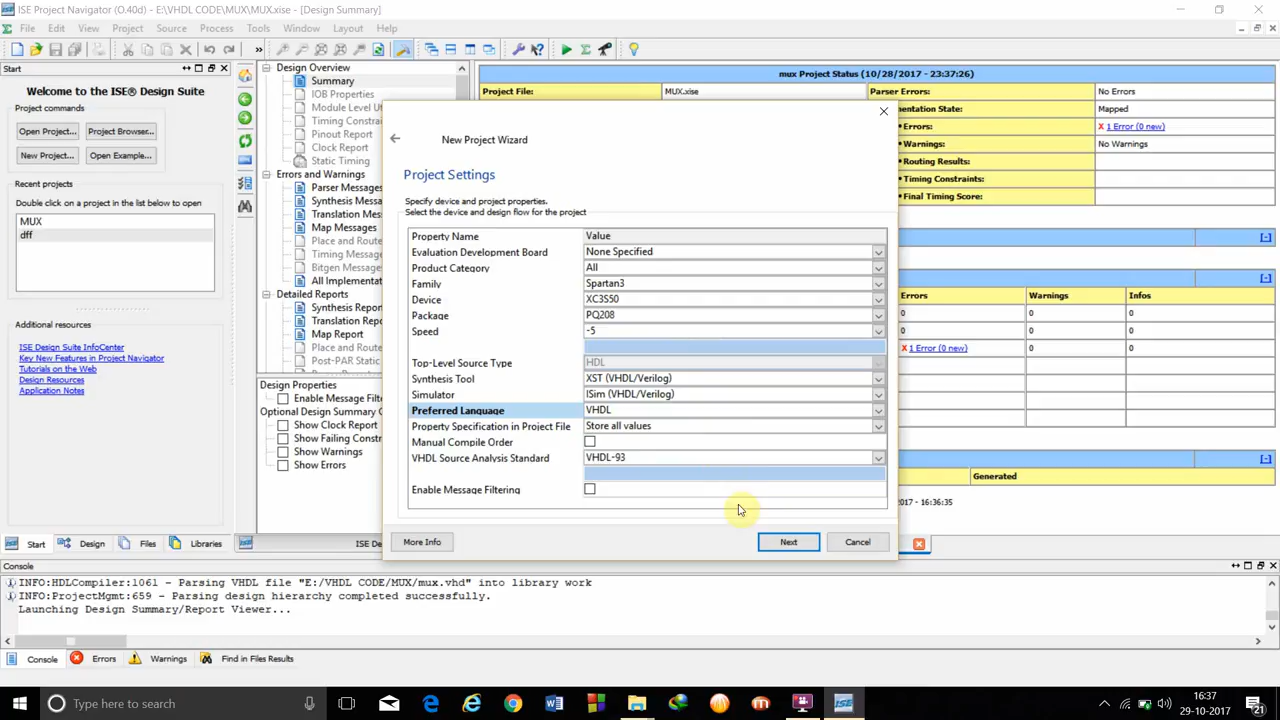 ISE Project Navigator (O.40d) - E:\VHDL CODE\MUX\MUX.xise - [Design Summary]
File Edit View Project Source Process Tools Window Layout Help
Start
Welcome to the ISE® Design Suite
Project commands
Open Project... Project Browser...
New Project... Open Example...
Recent projects
Double click on a project in the list below to open
MUX
dff
Additional resources
ISE Design Suite InfoCenter
Key New Features in Project Navigator
Tutorials on the Web
Design Resources
Application Notes
Start Design Files Libraries
Design Overview
Summary
IOB Properties
Module Level Ut
Timing Constra
Pinout Report
Clock Report
Static Timing
Errors and Warnings
Parser Messages
Synthesis Messa
Translation Mes
Map Messages
Place and Route
Timing Message
Bitgen Message
All Implementat
Detailed Reports
Synthesis Report
Translation Repo
Map Report
Place and Route
Post-PAR Static
Design Properties
Enable Message Filte
Optional Design Summary C
Show Clock Report
Show Failing Constr
Show Warnings
Show Errors
ISE De
mux Project Status (10/28/2017 - 23:37:26)
Project File: MUX.xise Parser Errors: No Errors
mentation State: Mapped
• Errors: X 1 Error (0 new)
• Warnings: No Warnings
• Routing Results:
• Timing Constraints:
• Final Timing Score:
[-]
[-]
Errors Warnings Infos
0 0 0
0 0 0
X 1 Error (0 new) 0 0
[-]
Generated
2017 - 16:36:35
New Project Wizard
Project Settings
Specify device and project properties.
Select the device and design flow for the project
Property Name Value
Evaluation Development Board None Specified
Product Category All
Family Spartan3
Device XC3S50
Package PQ208
Speed -5
Top-Level Source Type HDL
Synthesis Tool XST (VHDL/Verilog)
Simulator ISim (VHDL/Verilog)
Preferred Language VHDL
Property Specification in Project File Store all values
Manual Compile Order
VHDL Source Analysis Standard VHDL-93
Enable Message Filtering
More Info Next Cancel
Console
INFO:HDLCompiler:1061 - Parsing VHDL file "E:/VHDL CODE/MUX/mux.vhd" into library work
INFO:ProjectMgmt:659 - Parsing design hierarchy completed successfully.
Launching Design Summary/Report Viewer...
Console Errors Warnings Find in Files Results
Type here to search
16:37
29-10-2017
21